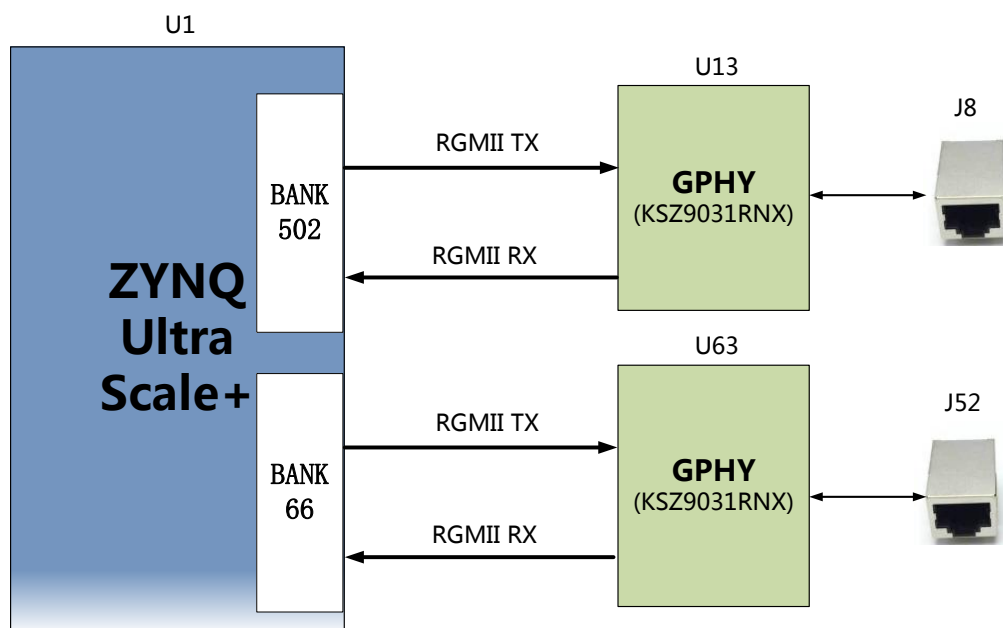 U1
U13
J8
RGMII TX
BANK
502
GPHY
(KSZ9031RNX)
RGMII RX
ZYNQ
Ultra
Scale+
U63
J52
RGMII TX
BANK
66
GPHY
(KSZ9031RNX)
RGMII RX